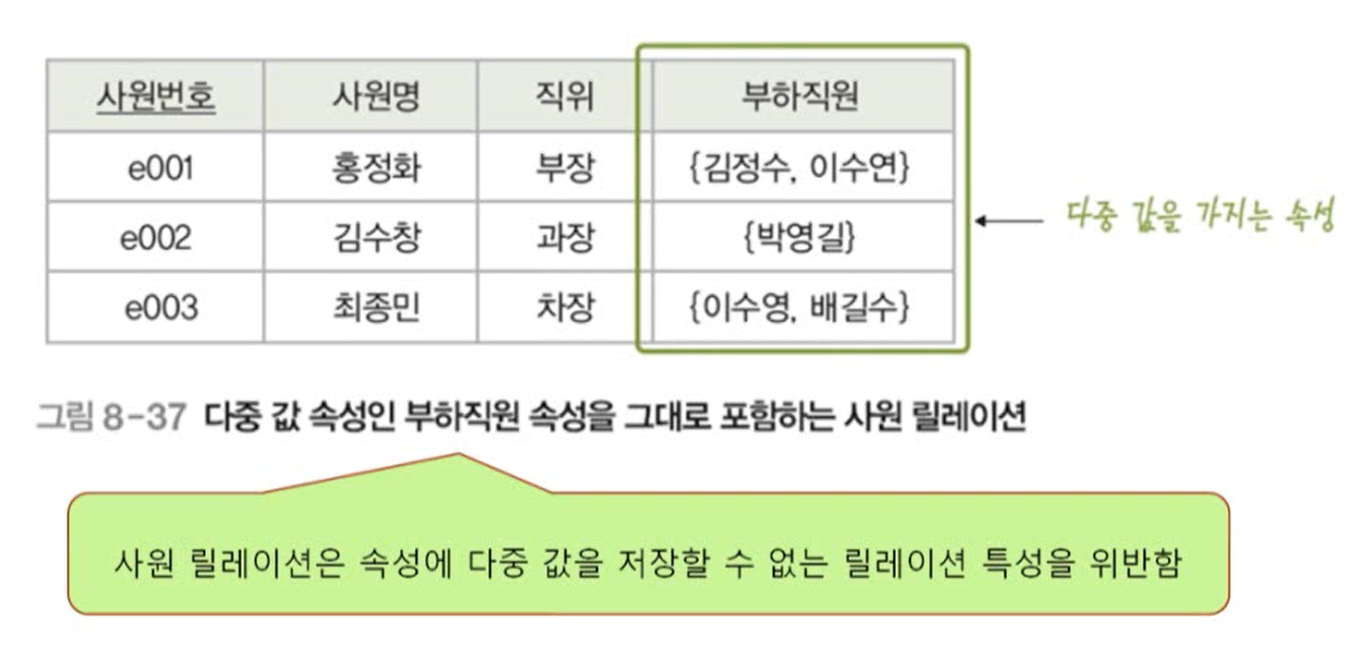 사원번호 사원명 직위 부하직원
e001 홍정화 부장 {김정수, 이수연}
e002 김수창 과장 {박영길}
e003 최종민 차장 {이수영, 배길수}
다중 값을 가지는 속성
그림 8-37 다중 값 속성인 부하직원 속성을 그대로 포함하는 사원 릴레이션
사원 릴레이션은 속성에 다중 값을 저장할 수 없는 릴레이션 특성을 위반함